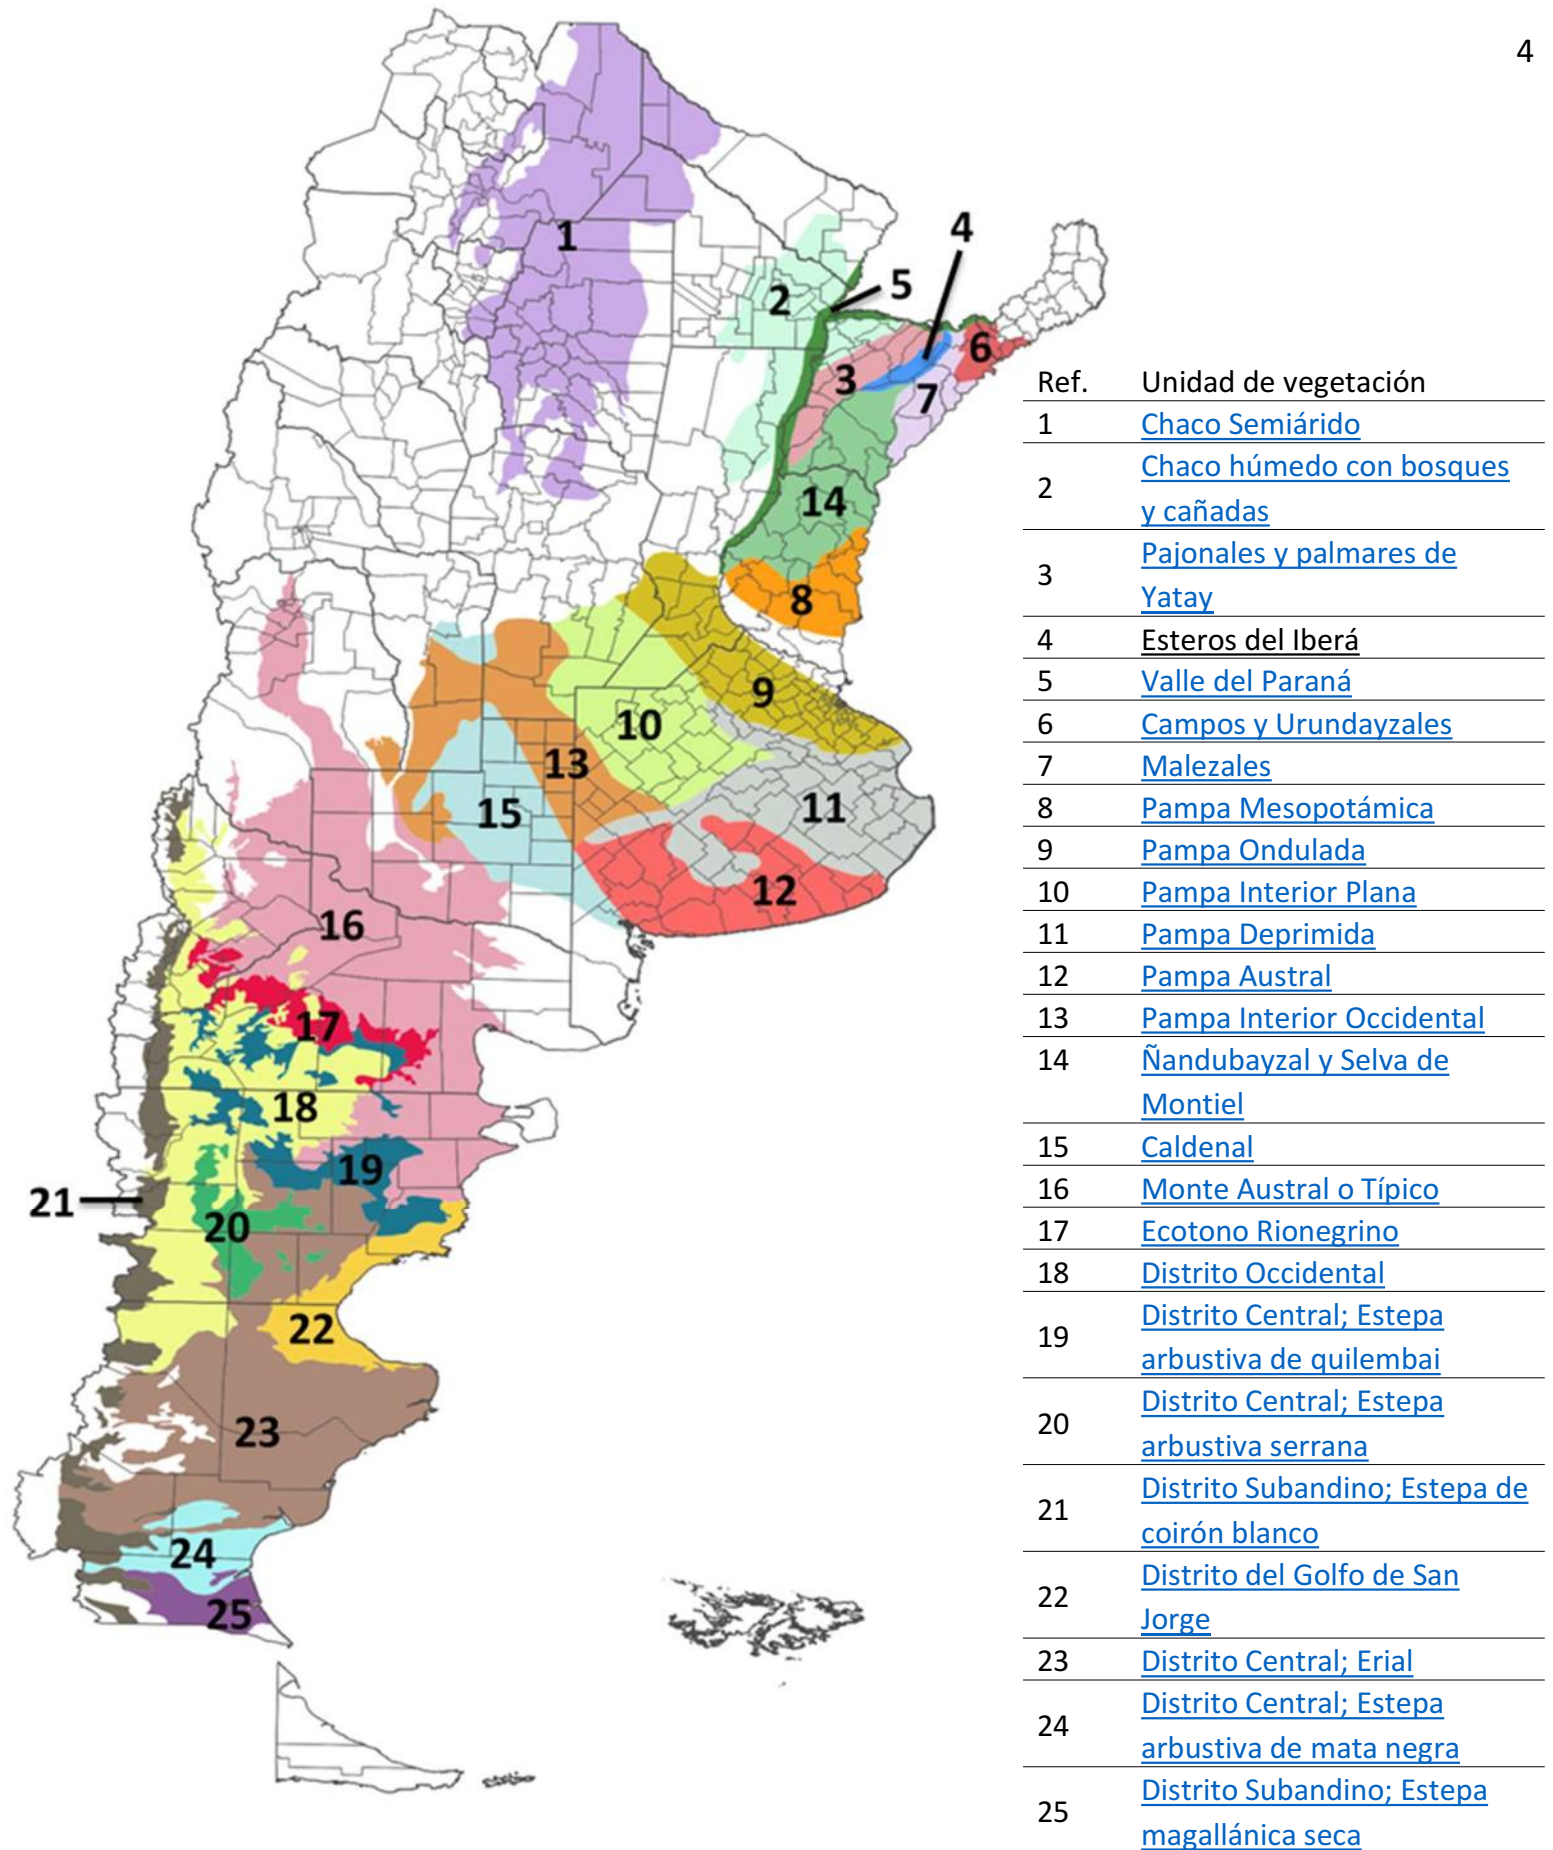 4
1
4
5
2
6
3
7
14
8
9
10
13
15
11
12
16
17
18
19
21
20
22
23
24
25
Ref. Unidad de vegetación
1 Chaco Semiárido
2 Chaco húmedo con bosques
y cañadas
3 Pajonales y palmares de
Yatay
4 Esteros del Iberá
5 Valle del Paraná
6 Campos y Urundayzales
7 Malezales
8 Pampa Mesopotámica
9 Pampa Ondulada
10 Pampa Interior Plana
11 Pampa Deprimida
12 Pampa Austral
13 Pampa Interior Occidental
14 Ñandubayzal y Selva de
Montiel
15 Caldenal
16 Monte Austral o Típico
17 Ecotono Rionegrino
18 Distrito Occidental
19 Distrito Central; Estepa
arbustiva de quilembai
20 Distrito Central; Estepa
arbustiva serrana
21 Distrito Subandino; Estepa de
coirón blanco
22 Distrito del Golfo de San
Jorge
23 Distrito Central; Erial
24 Distrito Central; Estepa
arbustiva de mata negra
25 Distrito Subandino; Estepa
magallánica seca